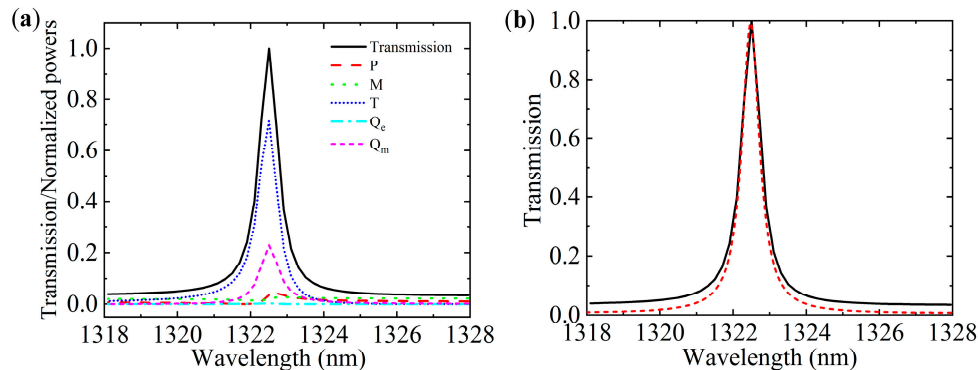 (a)
Transmission/Normalized powers
1.0
0.8
0.6
0.4
0.2
0.0
Transmission
P
M
T
Qe
Qm
1318 1320 1322 1324 1326 1328
Wavelength (nm)
(b)
Transmission
1.0
0.8
0.6
0.4
0.2
0.0
1318 1320 1322 1324 1326 1328
Wavelength (nm)